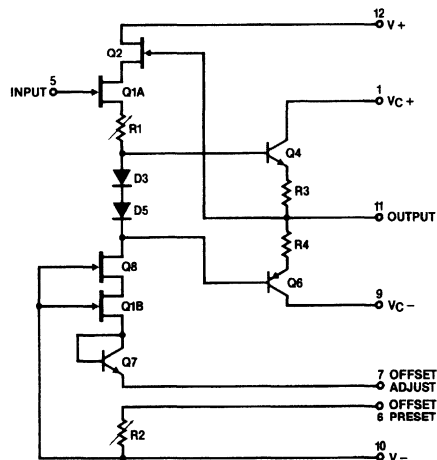 12
V+
Q2
5
INPUT
Q1A
1
VC+
R1
Q4
D3
R3
11
OUTPUT
D5
R4
Q8
Q6
9
VC−
Q1B
Q7
7 OFFSET
ADJUST
OFFSET
6 PRESET
R2
10
V−